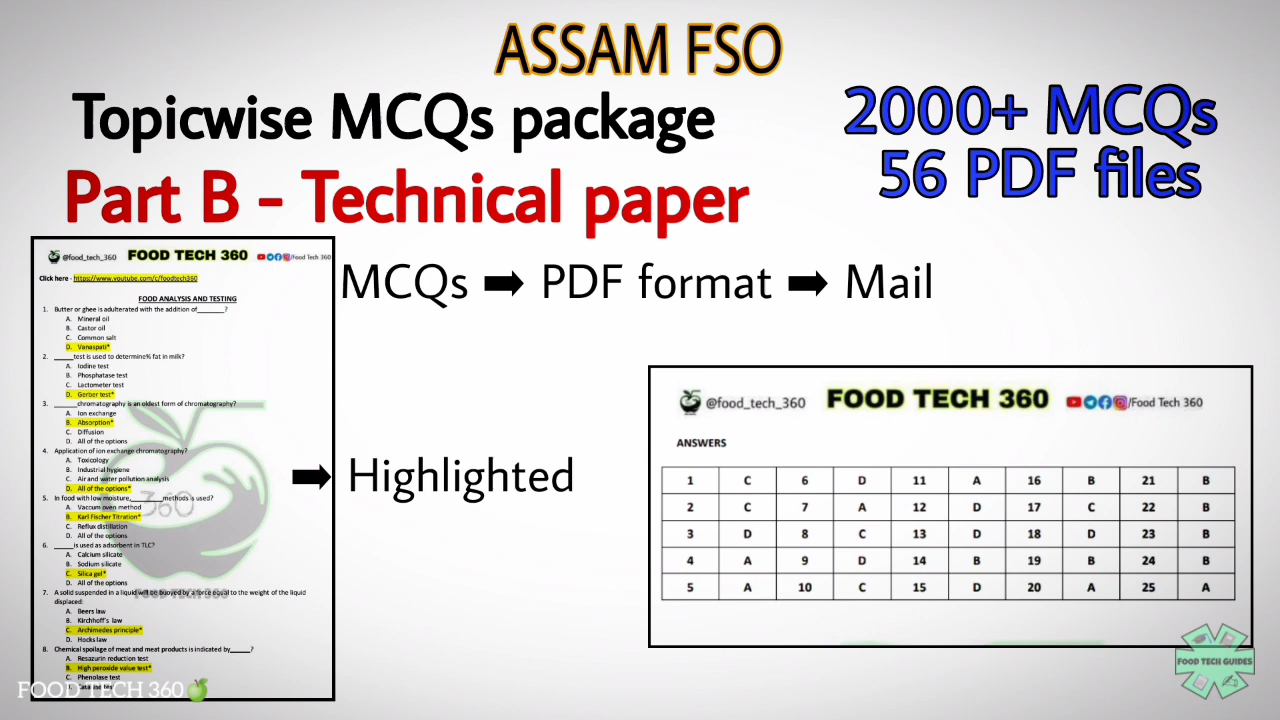 ASSAM FSO
Topicwise MCQs package
2000+ MCQs
56 PDF files
Part B - Technical paper
MCQs ➡ PDF format ➡ Mail
➡ Highlighted
@food_tech_360 FOOD TECH 360 /Food Tech 360
Click here - https://www.youtube.com/c/foodtech360
FOOD ANALYSIS AND TESTING
1. Butter or ghee is adulterated with the addition of_______?
A. Mineral oil
B. Castor oil
C. Common salt
D. Vanaspati*
2. _____test is used to determine% fat in milk?
A. Iodine test
B. Phosphatase test
C. Lactometer test
D. Gerber test*
3. ______chromatography is an oldest form of chromatography?
A. Ion exchange
B. Absorption*
C. Diffusion
D. All of the options
4. Application of ion exchange chromatography?
A. Toxicology
B. Industrial hygiene
C. Air and water pollution analysis
D. All of the options*
5. In food with low moisture,________methods is used?
A. Vaccum oven method
B. Karl Fischer Titration*
C. Reflux distillation
D. All of the options
6. _____is used as adsorbent in TLC?
A. Calcium silicate
B. Sodium silicate
C. Silica gel*
D. All of the options
7. A solid suspended in a liquid will be buoyed by a force equal to the weight of the liquid
displaced:
A. Beers law
B. Kirchhoff's law
C. Archimedes principle*
D. Hocks law
8. Chemical spoilage of meat and meat products is indicated by_____?
A. Resazurin reduction test
B. High peroxide value test*
C. Phenolase test
D. Catalase test
360
FOOD TECH 360
FOOD TECH 360
@food_tech_360 FOOD TECH 360 /Food Tech 360
ANSWERS
1 C 6 D 11 A 16 B 21 B
2 C 7 A 12 D 17 C 22 B
3 D 8 C 13 D 18 D 23 B
4 A 9 D 14 B 19 B 24 B
5 A 10 C 15 D 20 A 25 A
FOOD TECH GUIDES